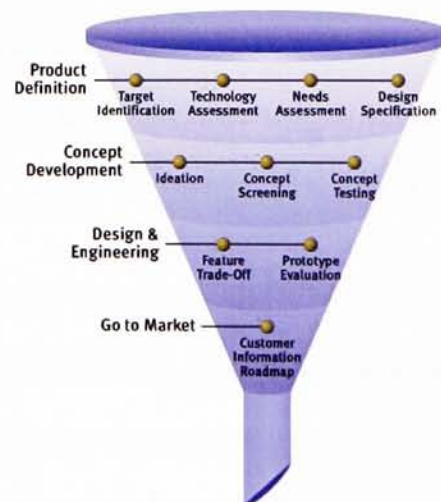 Product
Definition
Target
Identification
Technology
Assessment
Needs
Assessment
Design
Specification
Concept
Development
Ideation
Concept
Screening
Concept
Testing
Design &
Engineering
Feature
Trade-Off
Prototype
Evaluation
Go to Market
Customer
Information
Roadmap